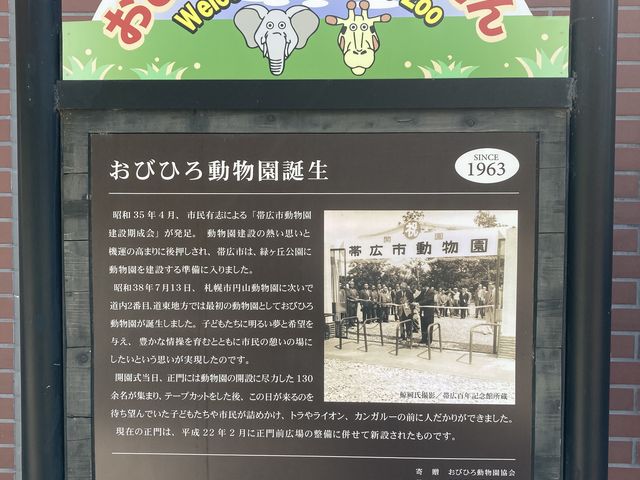 おび ん
Welco Zoo
おびひろ動物園誕生
SINCE
1963
昭和35年4月、市民有志による「帯広市動物園
建設期成会」が発足。動物園建設の熱い思いと
機運の高まりに後押しされ、帯広市は、緑ヶ丘公園に
動物園を建設する準備に入りました。
昭和38年7月13日、札幌市円山動物園に次いで
道内2番目、道東地方では最初の動物園としておびひろ
動物園が誕生しました。子どもたちに明るい夢と希望を
与え、豊かな情操を育むとともに市民の憩いの場に
したいという思いが実現したのです。
開園式当日、正門には動物園の開設に尽力した130
余名が集まり、テープカットをした後、この日が来るのを
待ち望んでいた子どもたちや市民が詰めかけ、トラやライオン、カンガルーの前に人だかりができました。
現在の正門は、平成22年2月に正門前広場の整備に併せて新設されたものです。
祝
開園
帯広市動物園
氏撮影／帯広百年記念館所蔵
寄贈 おびひろ動物園協会